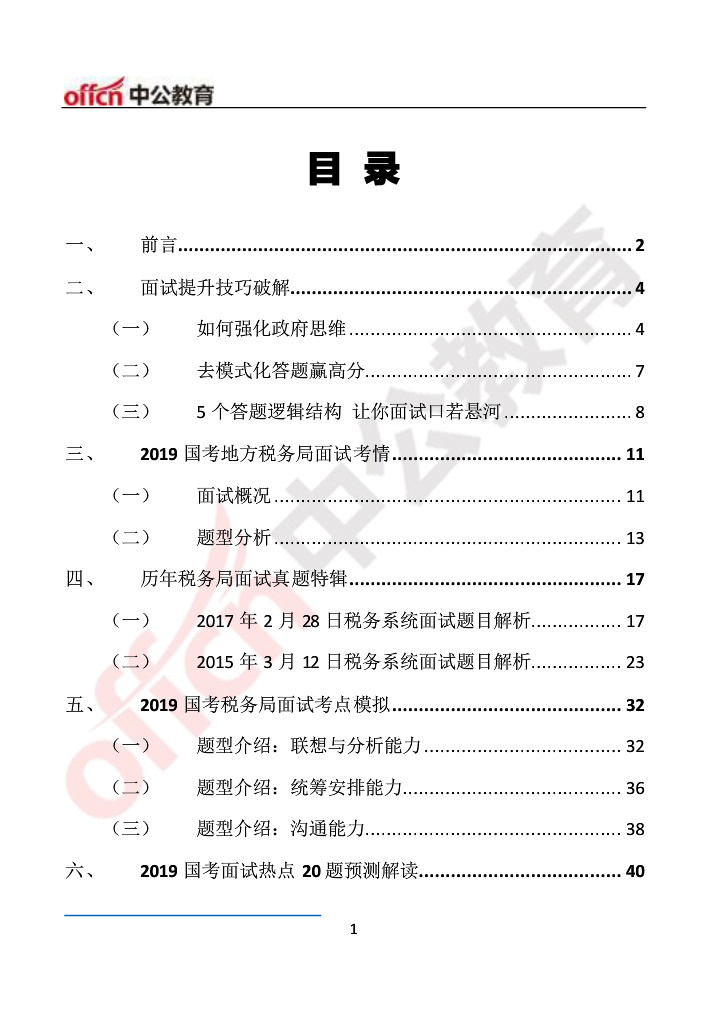 offcn 中公教育
目 录
一、 前言 2
二、 面试提升技巧破解 4
（一） 如何强化政府思维 4
（二） 去模式化答题赢高分 7
（三） 5 个答题逻辑结构 让你面试口若悬河 8
三、 2019 国考地方税务局面试考情 11
（一） 面试概况 11
（二） 题型分析 13
四、 历年税务局面试真题特辑 17
（一） 2017 年 2 月 28 日税务系统面试题目解析 17
（二） 2015 年 3 月 12 日税务系统面试题目解析 23
五、 2019 国考税务局面试考点模拟 32
（一） 题型介绍：联想与分析能力 32
（二） 题型介绍：统筹安排能力 36
（三） 题型介绍：沟通能力 38
六、 2019 国考面试热点 20 题预测解读 40
1
offcn 中公教育